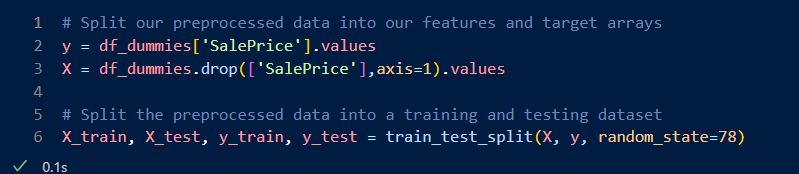 1 # Split our preprocessed data into our features and target arrays
2 y = df_dummies['SalePrice'].values
3 X = df_dummies.drop(['SalePrice'],axis=1).values
4
5 # Split the preprocessed data into a training and testing dataset
6 X_train, X_test, y_train, y_test = train_test_split(X, y, random_state=78)
✓ 0.1s